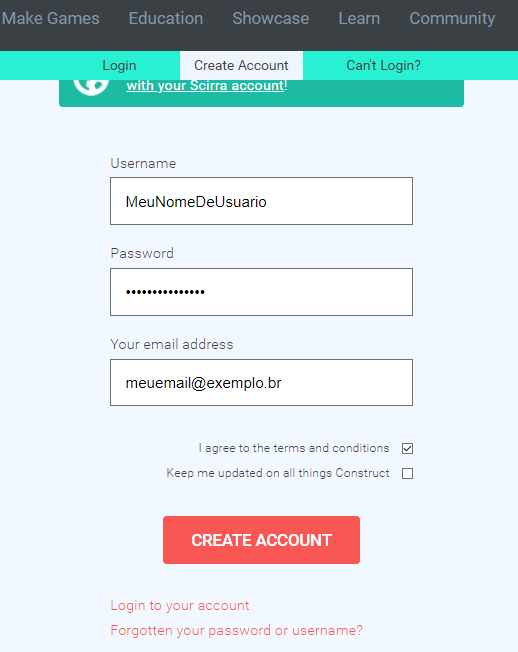 Make Games Education Showcase Learn Community
Login Create Account Can't Login?
with your Scirra account!
Username
MeuNomeDeUsuario
Password
•••••••••••••••
Your email address
meuemail@exemplo.br
I agree to the terms and conditions
Keep me updated on all things Construct
CREATE ACCOUNT
Login to your account
Forgotten your password or username?